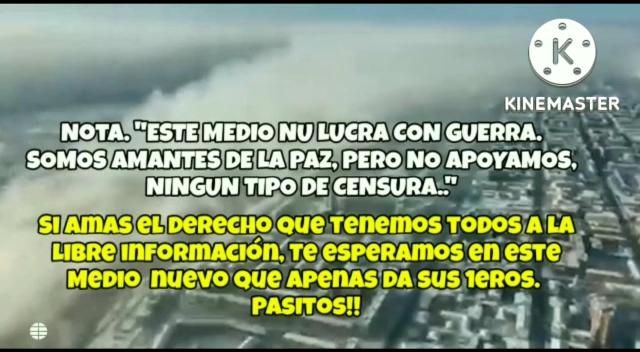 K
KINEMASTER
NOTA. "ESTE MEDIO NU LUCRA CON GUERRA.
SOMOS AMANTES DE LA PAZ, PERO NO APOYAMOS,
NINGUN TIPO DE CENSURA.."
SI AMAS EL DERECHO QUE TENEMOS TODOS A LA
LIBRE INFORMACIÓN, TE ESPERAMOS EN ESTE
MEDIO NUEVO QUE APENAS DA SUS 1EROS.
PASITOS!!